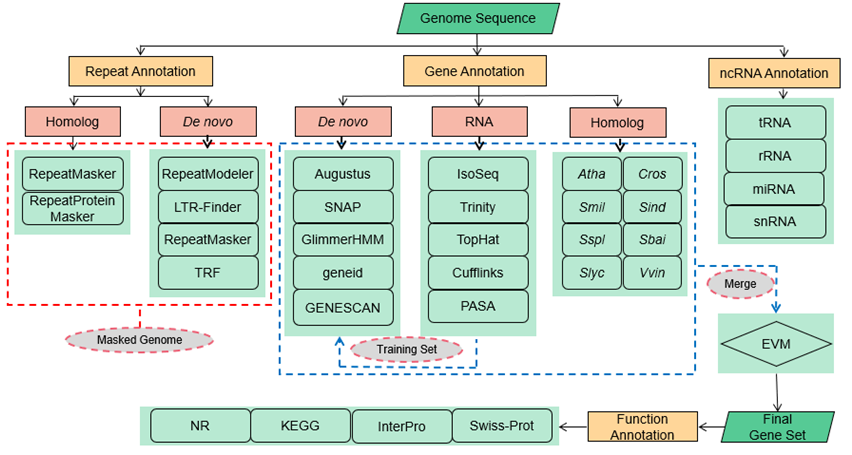 Genome Sequence
Repeat Annotation
Gene Annotation
ncRNA Annotation
Homolog
De novo
De novo
RNA
Homolog
RepeatMasker
RepeatProtein
Masker
RepeatModeler
LTR-Finder
RepeatMasker
TRF
Augustus
SNAP
GlimmerHMM
geneid
GENESCAN
IsoSeq
Trinity
TopHat
Cufflinks
PASA
Atha
Cros
Smil
Sind
Sspl
Sbai
Slyc
Vvin
tRNA
rRNA
miRNA
snRNA
Masked Genome
Training Set
Merge
EVM
Final
Gene Set
Function
Annotation
NR
KEGG
InterPro
Swiss-Prot